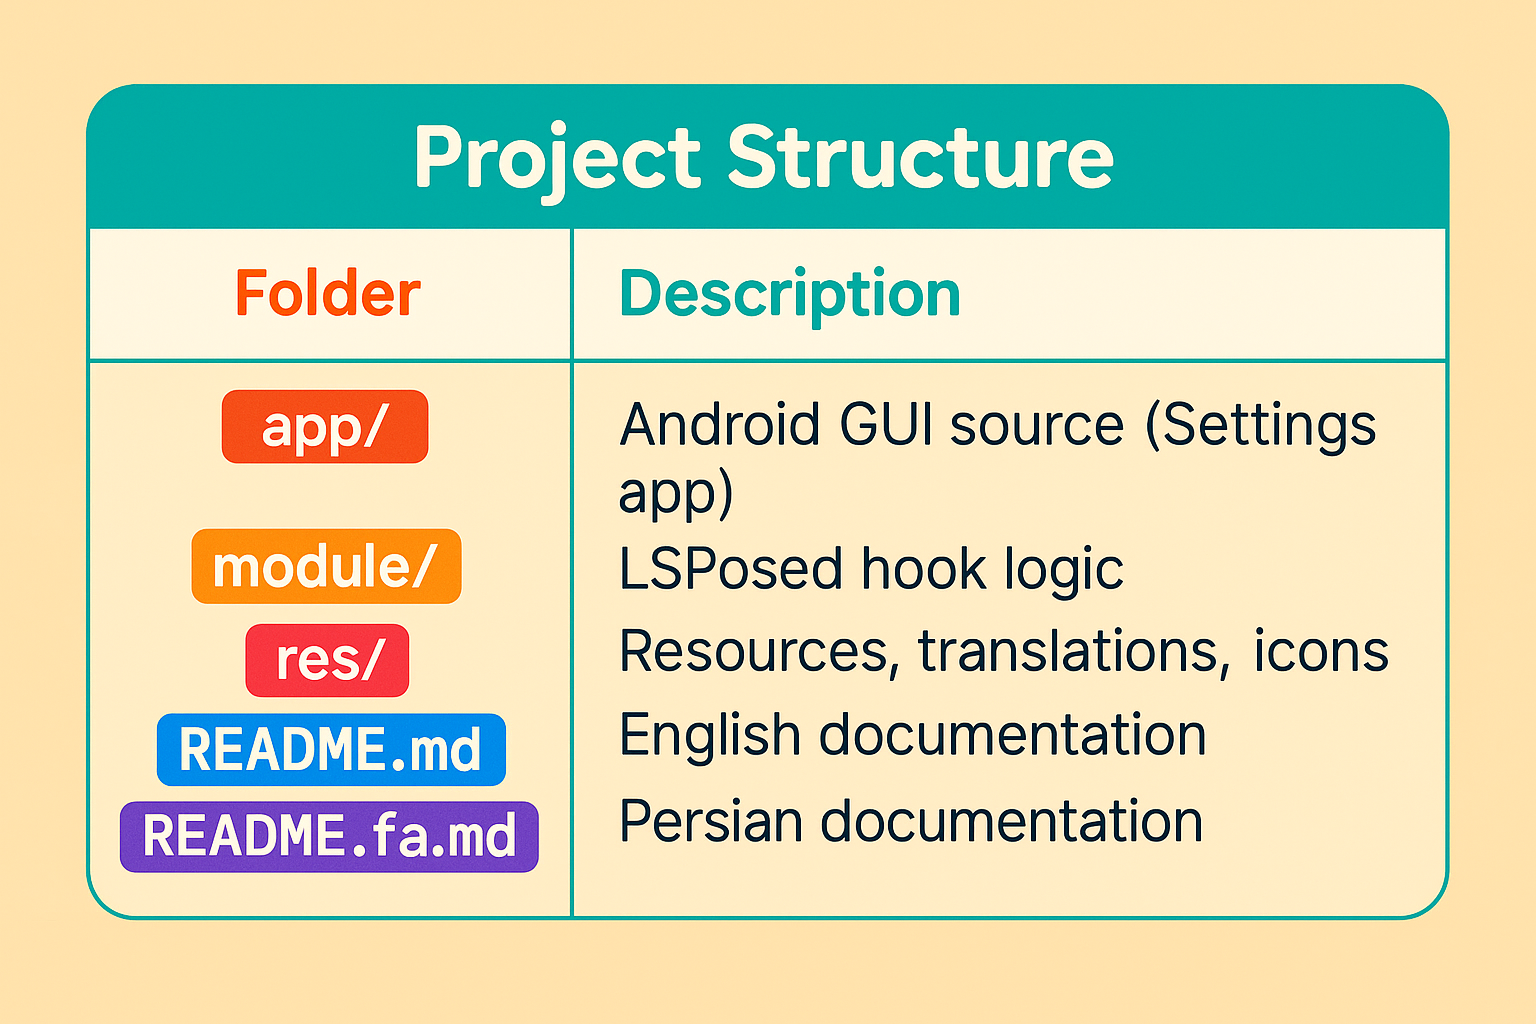 Project Structure
Folder
Description
app/
Android GUI source (Settings
app)
module/
LSPosed hook logic
res/
Resources, translations, icons
README.md
English documentation
README.fa.md
Persian documentation